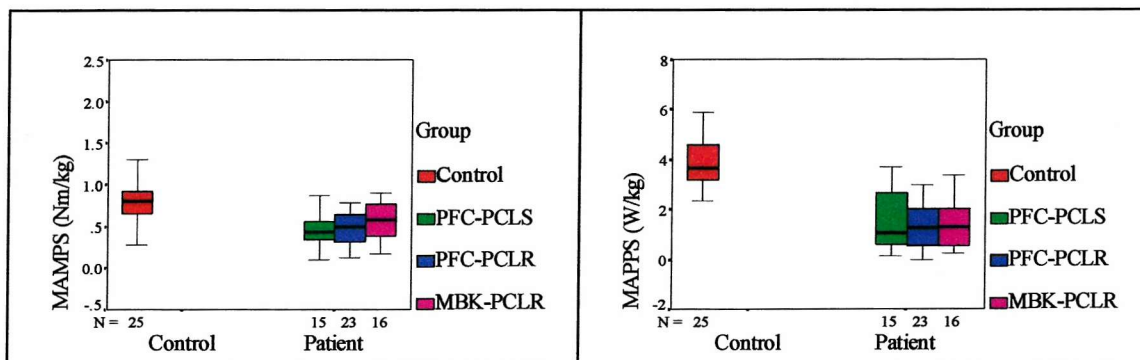 MAMPS (Nm/kg)
2.5
2.0
1.5
1.0
.5
0.0
-.5
N = 25 15 23 16
Control Patient
Group
Control
PFC-PCLS
PFC-PCLR
MBK-PCLR
MAPPS (W/kg)
8
6
4
2
0
-2
N = 25 15 23 16
Control Patient
Group
Control
PFC-PCLS
PFC-PCLR
MBK-PCLR